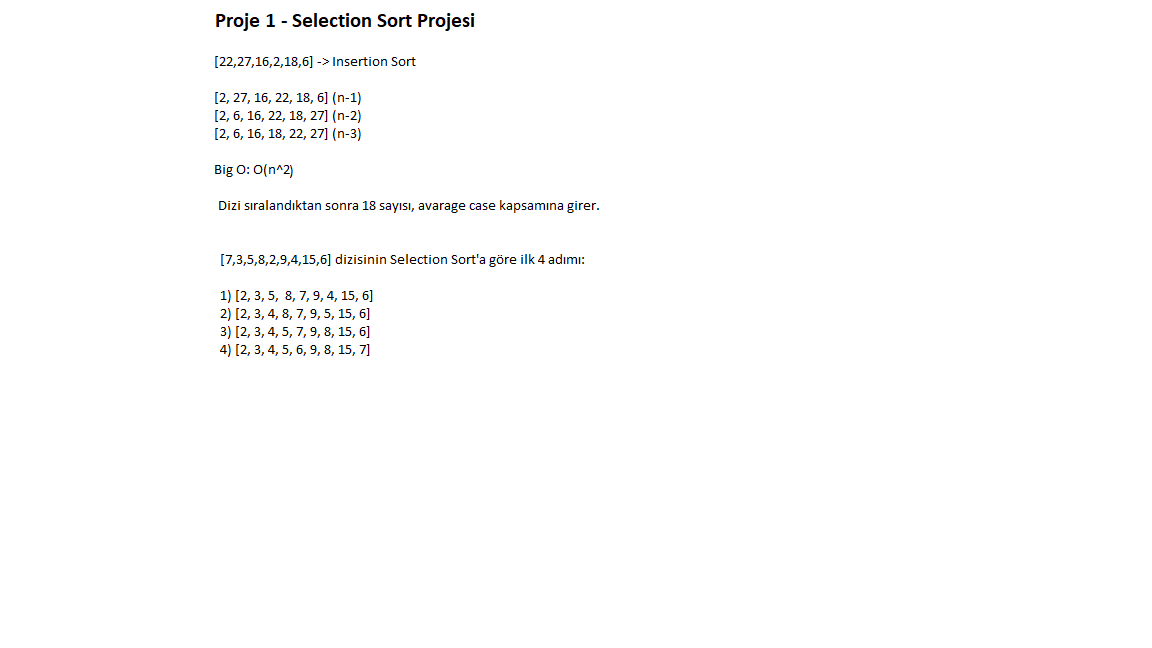 Proje 1 - Selection Sort Projesi
[22,27,16,2,18,6] -> Insertion Sort
[2, 27, 16, 22, 18, 6] (n-1)
[2, 6, 16, 22, 18, 27] (n-2)
[2, 6, 16, 18, 22, 27] (n-3)
Big O: O(n^2)
Dizi sıralandıktan sonra 18 sayısı, avarage case kapsamına girer.
[7,3,5,8,2,9,4,15,6] dizisinin Selection Sort'a göre ilk 4 adımı:
1) [2, 3, 5,  8, 7, 9, 4, 15, 6]
2) [2, 3, 4, 8, 7, 9, 5, 15, 6]
3) [2, 3, 4, 5, 7, 9, 8, 15, 6]
4) [2, 3, 4, 5, 6, 9, 8, 15, 7]